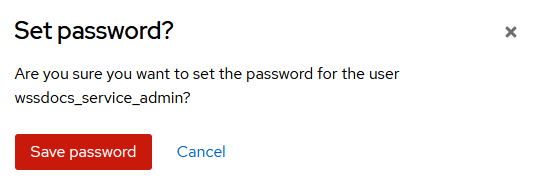 Set password?
Are you sure you want to set the password for the user
wssdocs_service_admin?
Save password Cancel